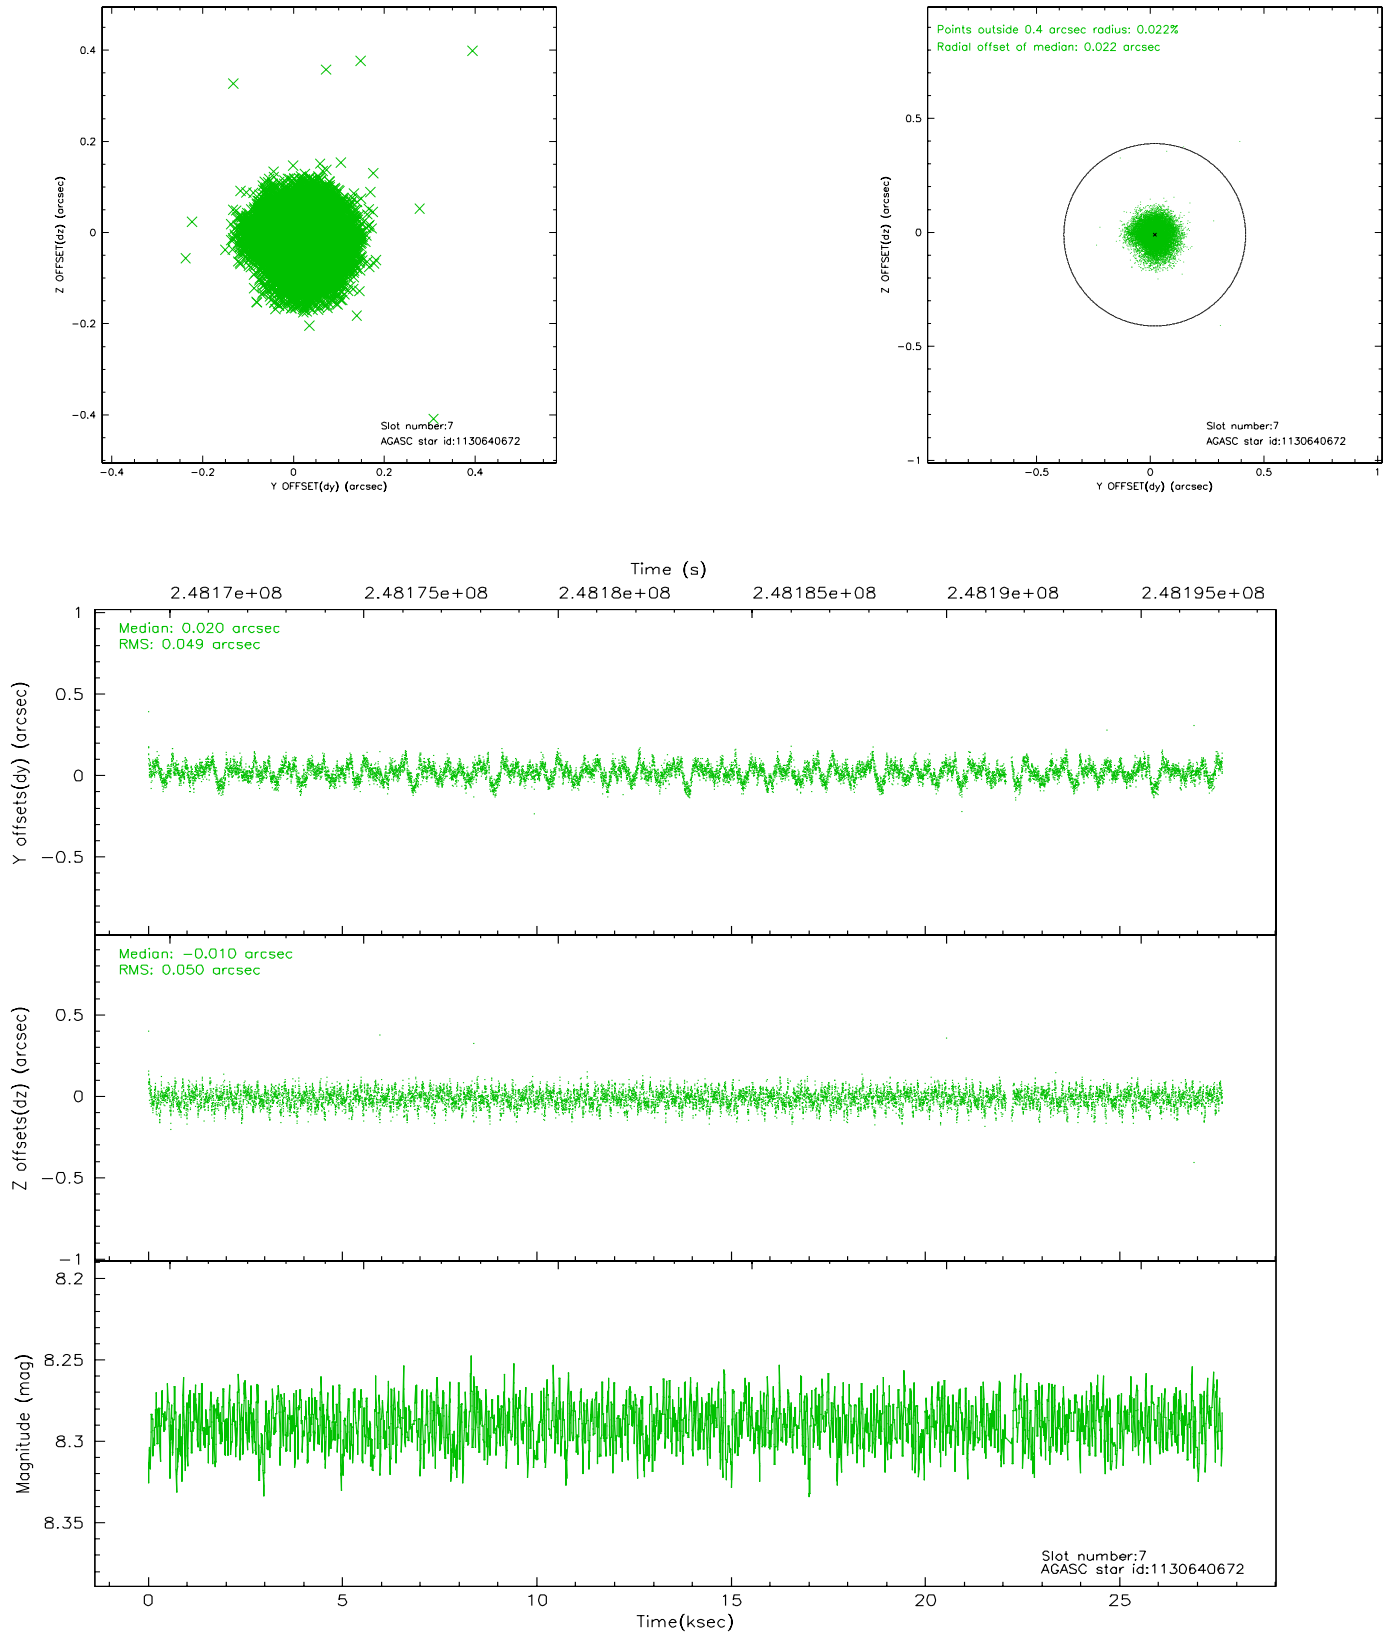 0.4
0.2
0
−0.2
−0.4
Z OFFSET(dz) (arcsec)
−0.4
−0.2
0
0.2
0.4
Y OFFSET(dy) (arcsec)
Slot number:7
AGASC star id:1130640672
Points outside 0.4 arcsec radius: 0.022%
Radial offset of median: 0.022 arcsec
0.5
0
−0.5
−1
Z OFFSET(dz) (arcsec)
−0.5
0
0.5
1
Y OFFSET(dy) (arcsec)
Slot number:7
AGASC star id:1130640672
Time (s)
2.4817e+08
2.48175e+08
2.4818e+08
2.48185e+08
2.4819e+08
2.48195e+08
Median: 0.020 arcsec
RMS: 0.049 arcsec
1
0.5
0
−0.5
Y offsets(dy) (arcsec)
Median: −0.010 arcsec
RMS: 0.050 arcsec
0.5
0
−0.5
−1
Z offsets(dz) (arcsec)
8.2
8.25
8.3
8.35
Magnitude (mag)
Slot number:7
AGASC star id:1130640672
0
5
10
15
20
25
Time(ksec)